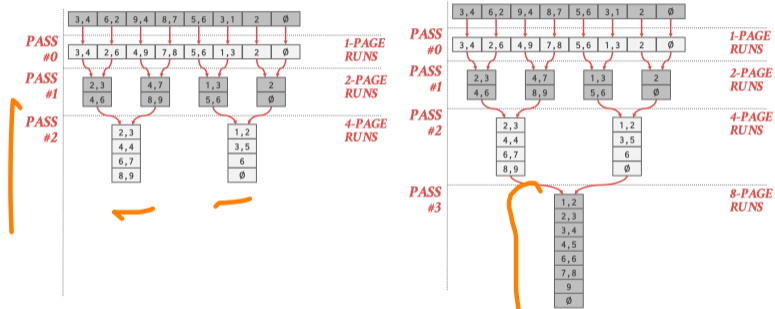 3,4 6,2 9,4 8,7 5,6 3,1 2 Ø
PASS #0
3,4 2,6 4,9 7,8 5,6 1,3 2 Ø
1-PAGE RUNS
PASS #1
2,3 4,7 1,3 2
4,6 8,9 5,6 Ø
2-PAGE RUNS
PASS #2
4-PAGE RUNS
2,3 1,2
4,4 3,5
6,7 6
8,9 Ø
3,4 6,2 9,4 8,7 5,6 3,1 2 Ø
PASS #0
3,4 2,6 4,9 7,8 5,6 1,3 2 Ø
1-PAGE RUNS
PASS #1
2,3 4,7 1,3 2
4,6 8,9 5,6 Ø
2-PAGE RUNS
PASS #2
4-PAGE RUNS
2,3 1,2
4,4 3,5
6,7 6
8,9 Ø
PASS #3
8-PAGE RUNS
1,2
2,3
3,4
4,5
6,6
7,8
9
Ø